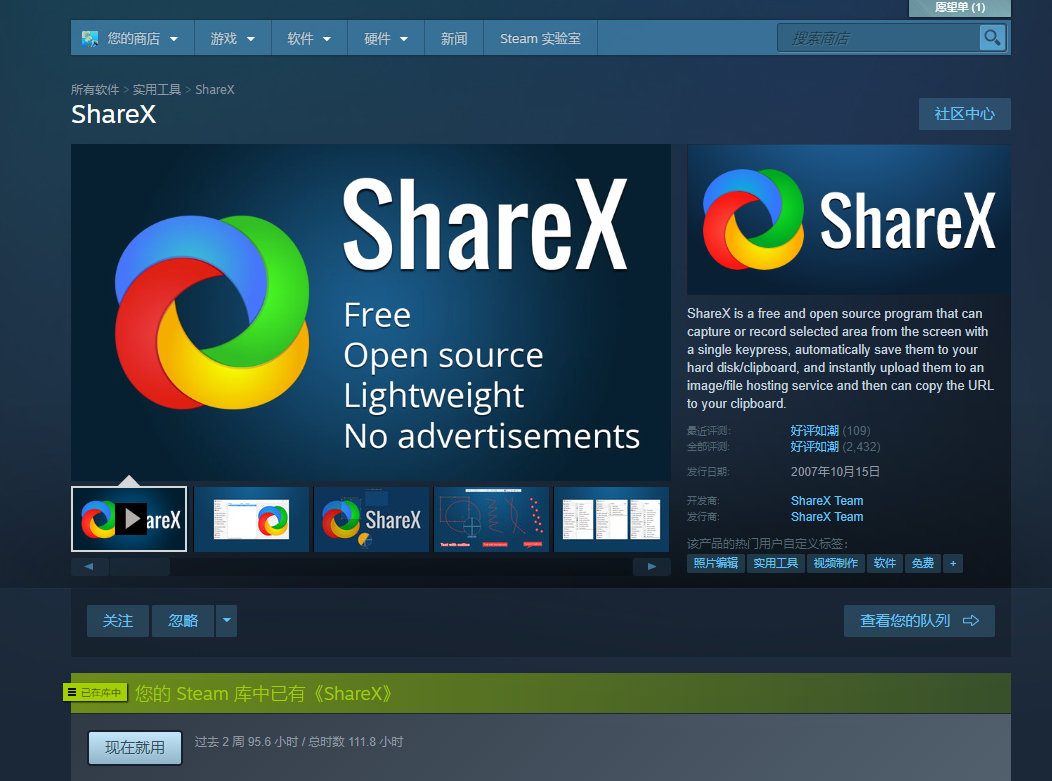 愿望单 (1)
您的商店 游戏 软件 硬件 新闻 Steam 实验室 搜索商店
所有软件 > 实用工具 > ShareX
ShareX
社区中心
ShareX
Free
Open source
Lightweight
No advertisements
ShareX
ShareX is a free and open source program that can
capture or record selected area from the screen with
a single keypress, automatically save them to your
hard disk/clipboard, and instantly upload them to an
image/file hosting service and then can copy the URL
to your clipboard.
最近评测: 好评如潮 (109)
全部评测: 好评如潮 (2,432)
发行日期: 2007年10月15日
开发商: ShareX Team
发行商: ShareX Team
该产品的热门用户自定义标签:
照片编辑 实用工具 视频制作 软件 免费 +
areX
ShareX
关注 忽略 查看您的队列
已在库中 您的 Steam 库中已有《ShareX》
现在就用 过去 2 周 95.6 小时 / 总时数 111.8 小时